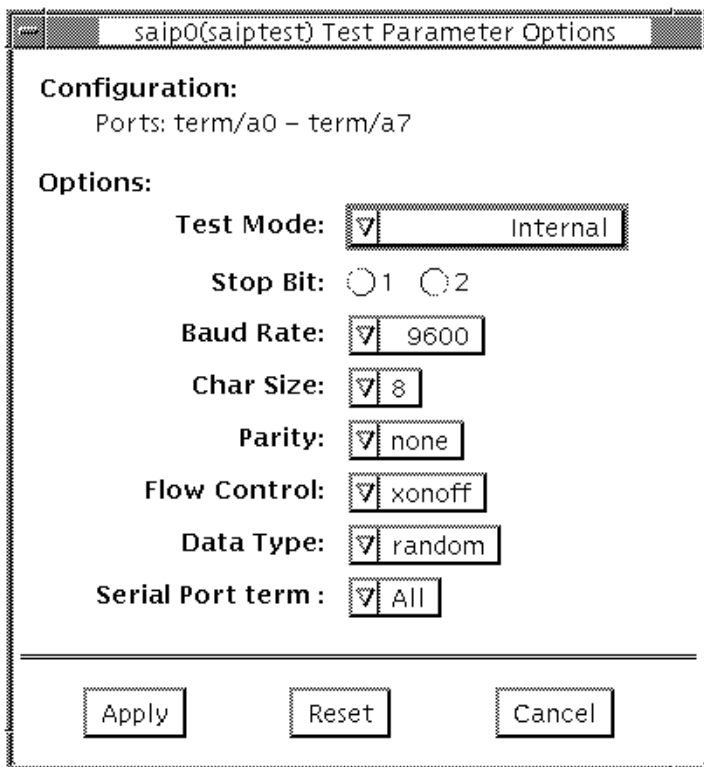 saip0(saiptest) Test Parameter Options
Configuration:
Ports: term/a0 – term/a7
Options:
Test Mode: Internal
Stop Bit: 1 2
Baud Rate: 9600
Char Size: 8
Parity: none
Flow Control: xonoff
Data Type: random
Serial Port term : All
Apply Reset Cancel